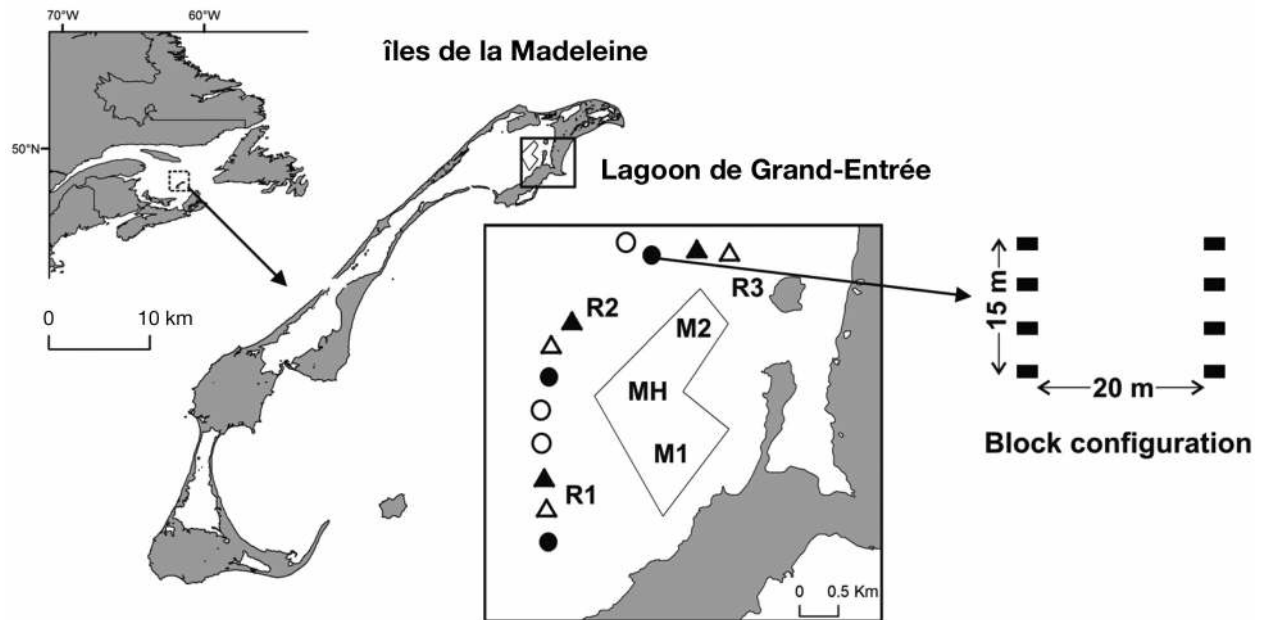 70°W
60°W
îles de la Madeleine
50°N
Lagoon de Grand-Entrée
0
10 km
R3
R2
M2
MH
M1
R1
0
0.5 Km
15 m
20 m
Block configuration